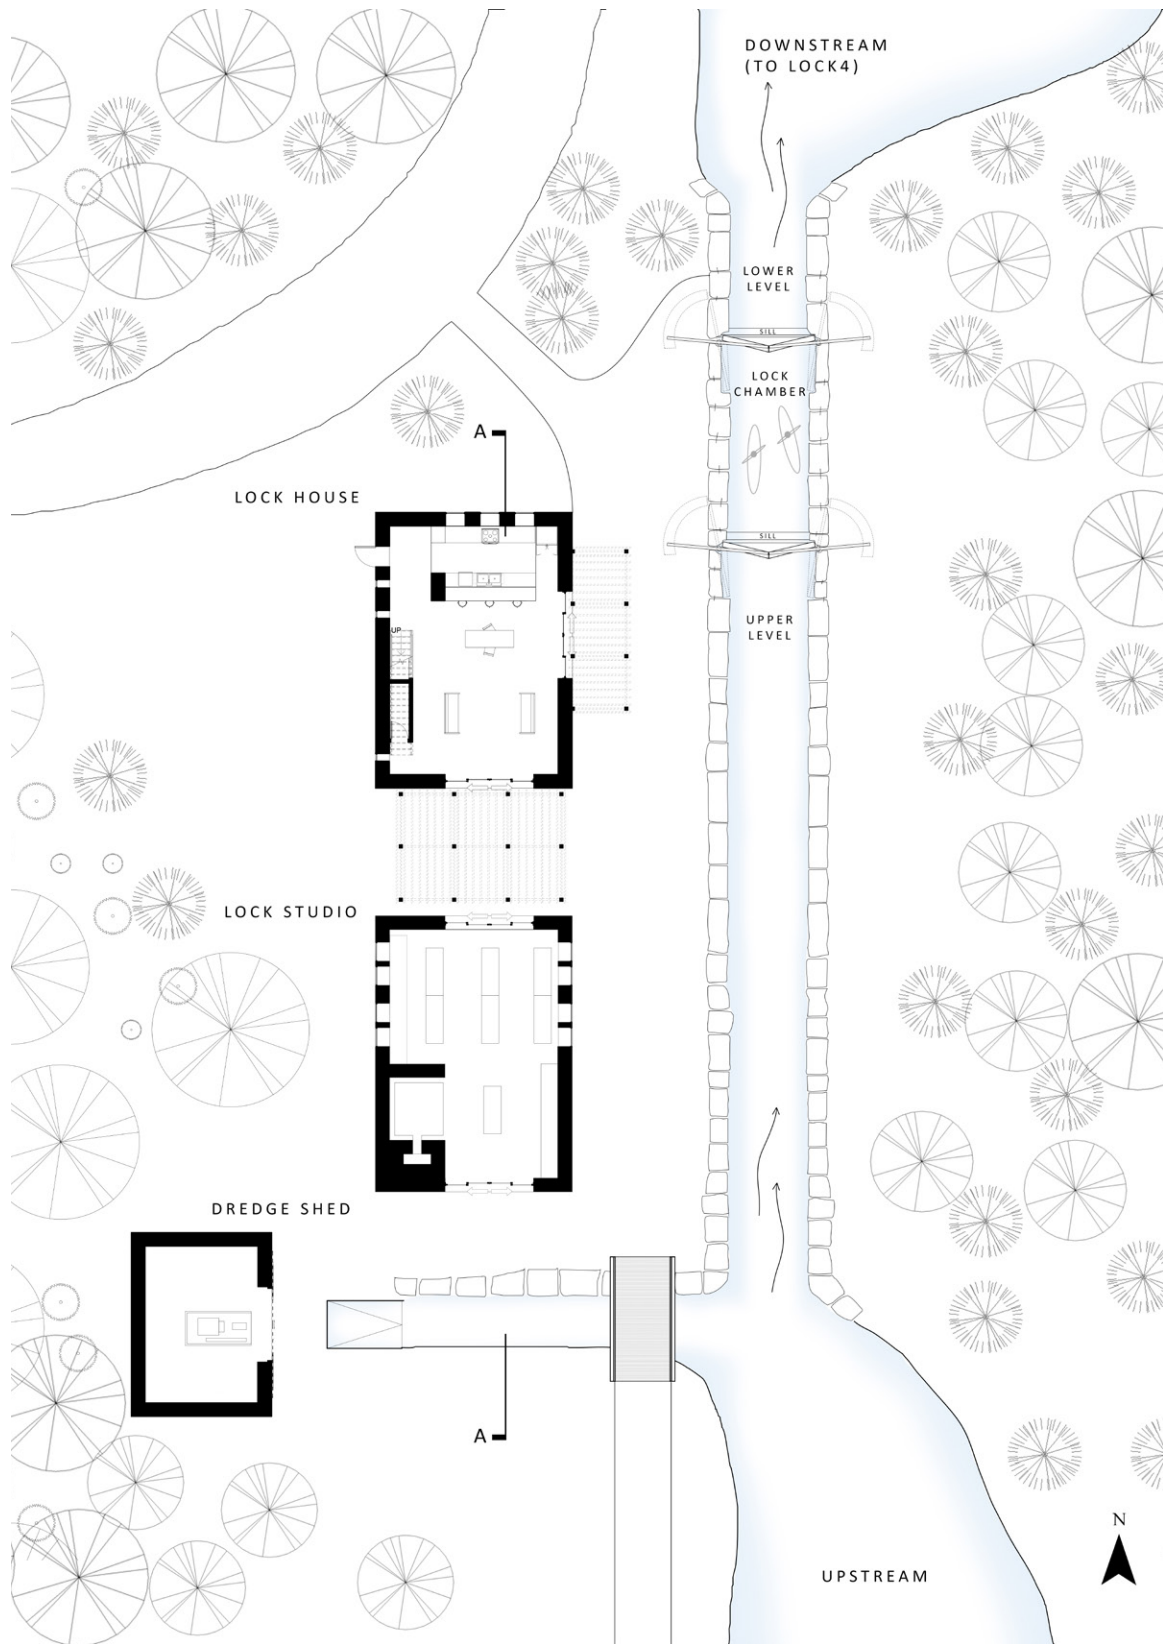 DOWNSTREAM
(TO LOCK4)
LOWER
LEVEL
SILL
LOCK
CHAMBER
A
LOCK HOUSE
SILL
UPPER
LEVEL
UP
LOCK STUDIO
DREDGE SHED
A
N
UPSTREAM